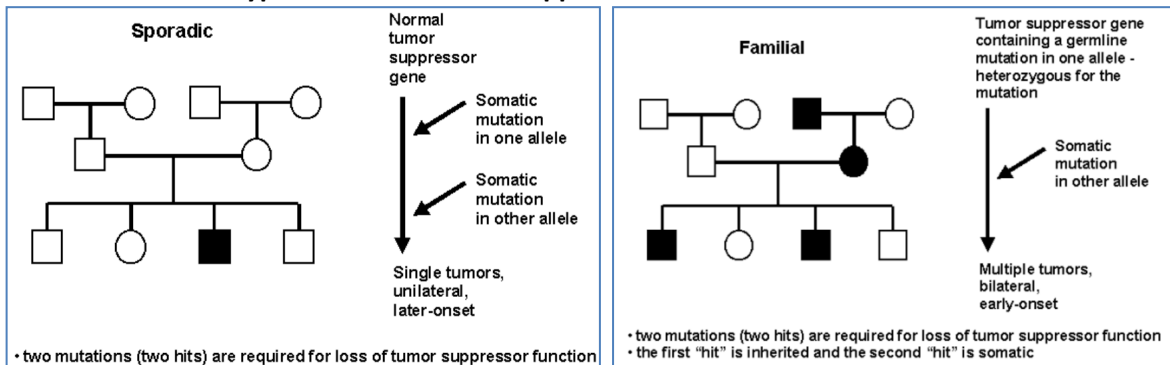 Sporadic
Normal
tumor
suppressor
gene
Somatic
mutation
in one allele
Somatic
mutation
in other allele
Single tumors,
unilateral,
later-onset
• two mutations (two hits) are required for loss of tumor suppressor function
Familial
Tumor suppressor gene
containing a germline
mutation in one allele -
heterozygous for the
mutation
Somatic
mutation
in other allele
Multiple tumors,
bilateral,
early-onset
• two mutations (two hits) are required for loss of tumor suppressor function
• the first “hit” is inherited and the second “hit” is somatic